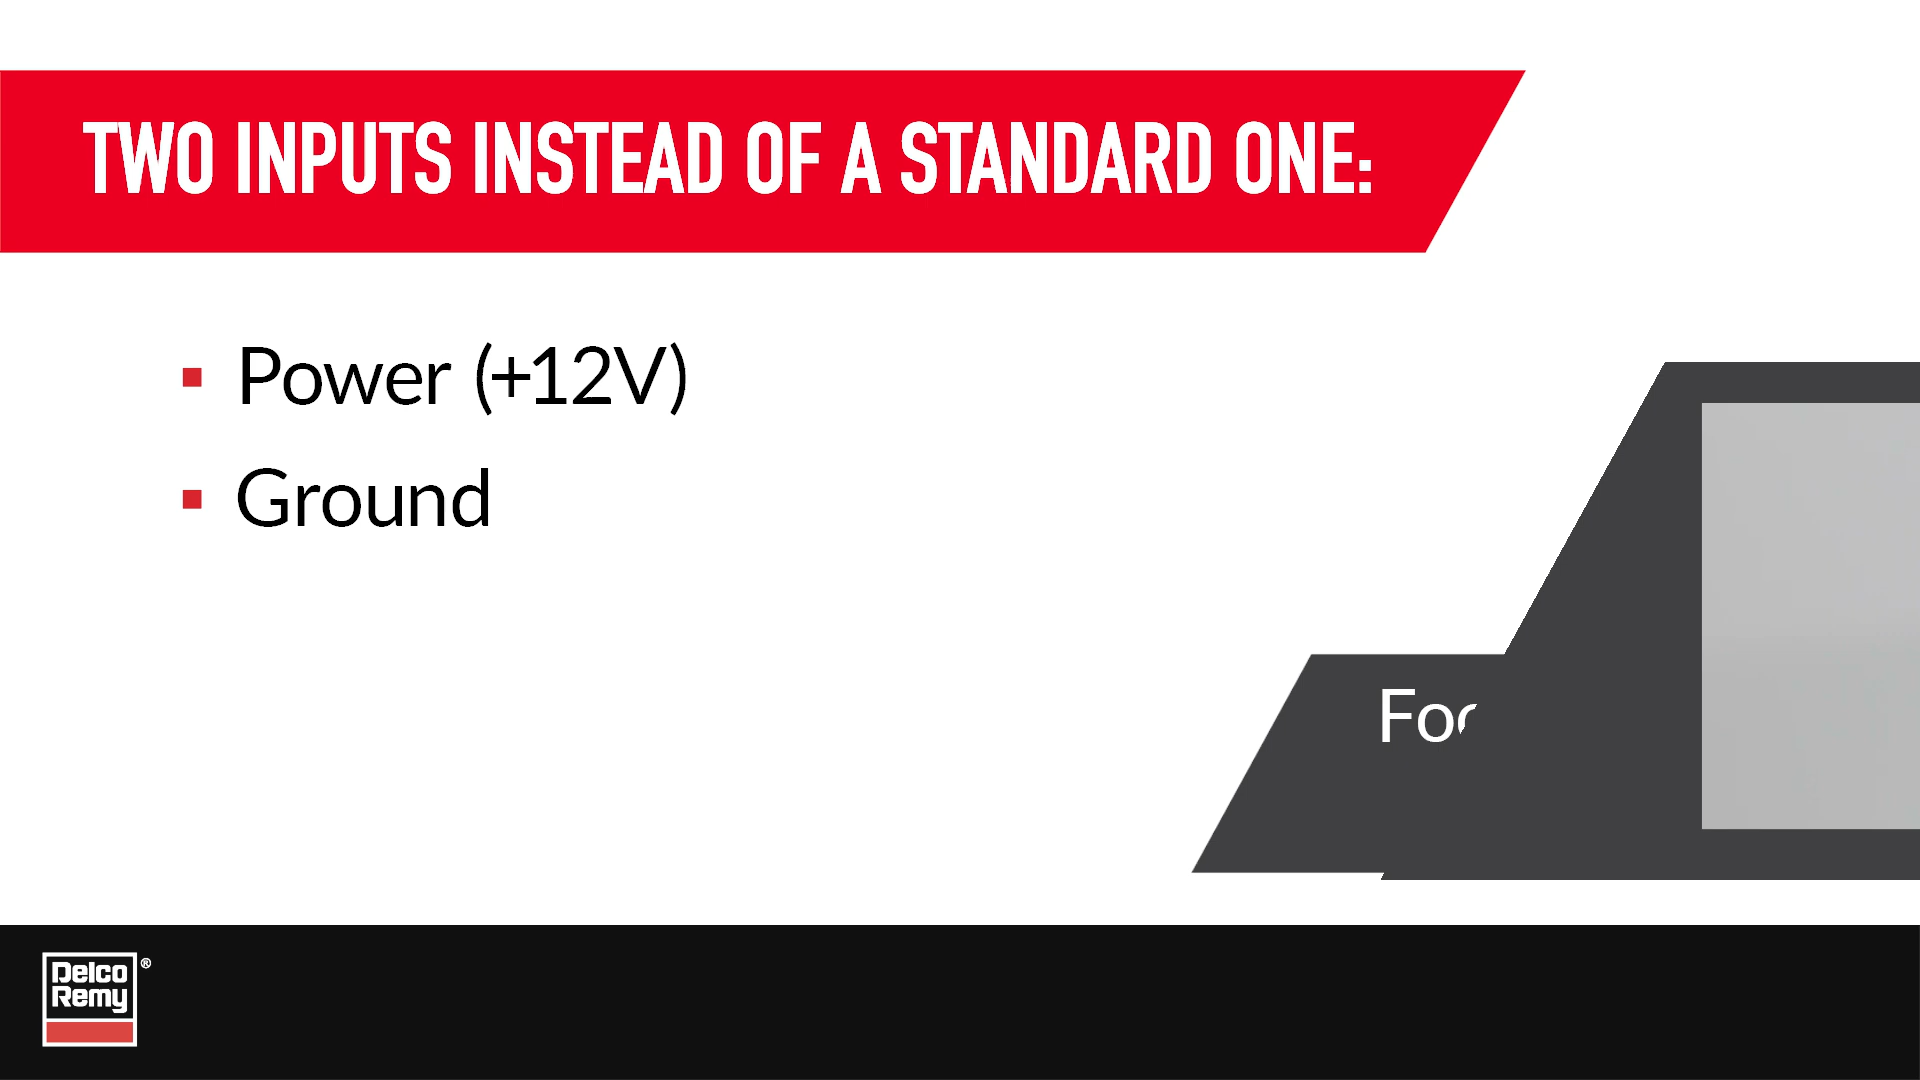 TWO INPUTS INSTEAD OF A STANDARD ONE:
Power (+12V)
Ground
Delco
Remy
®